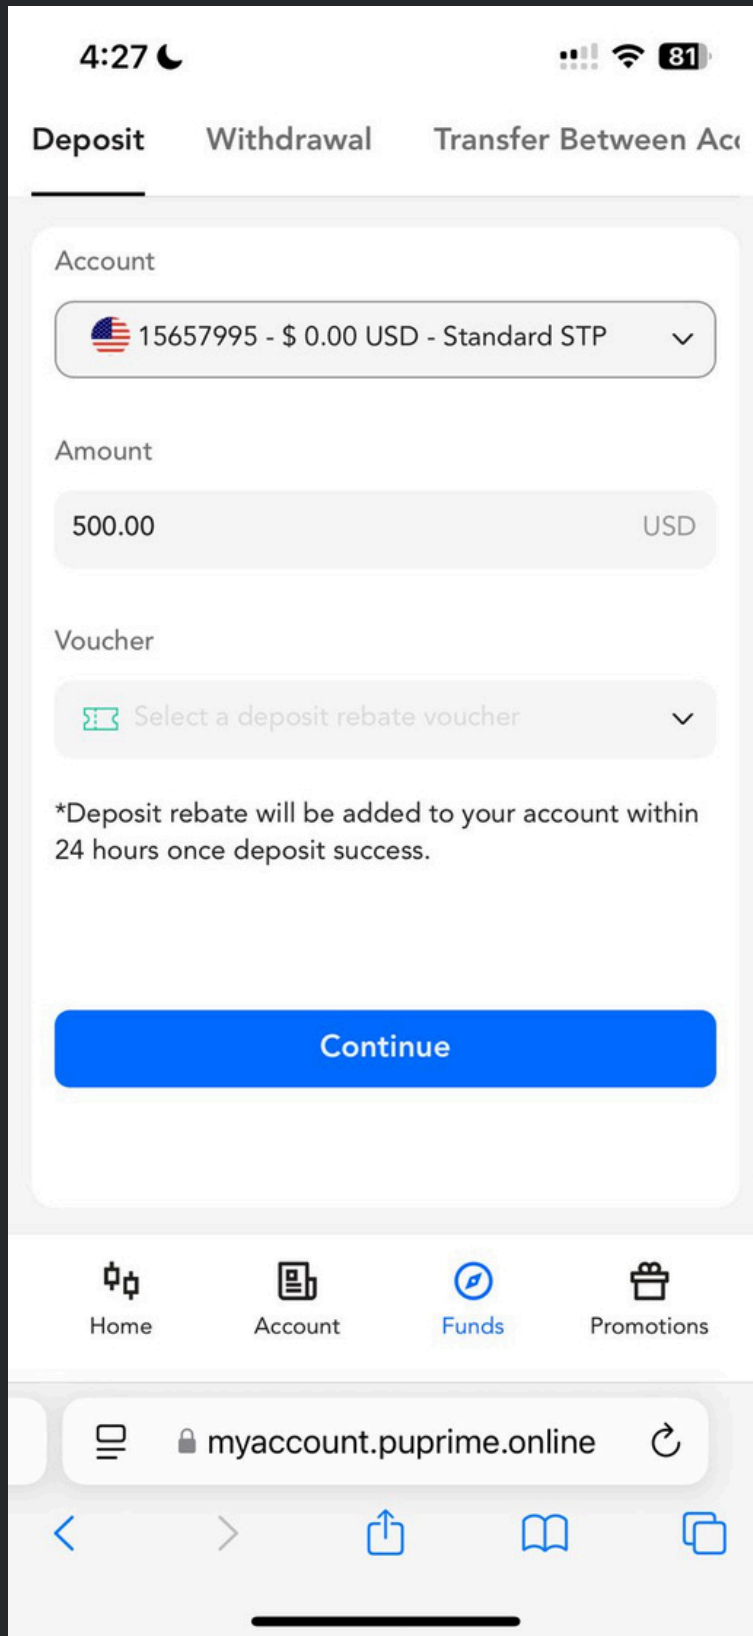 4:27
81
Deposit Withdrawal Transfer Between Acc
Account
15657995 - $ 0.00 USD - Standard STP
Amount
500.00 USD
Voucher
Select a deposit rebate voucher
*Deposit rebate will be added to your account within
24 hours once deposit success.
Continue
Home Account Funds Promotions
myaccount.puprime.online